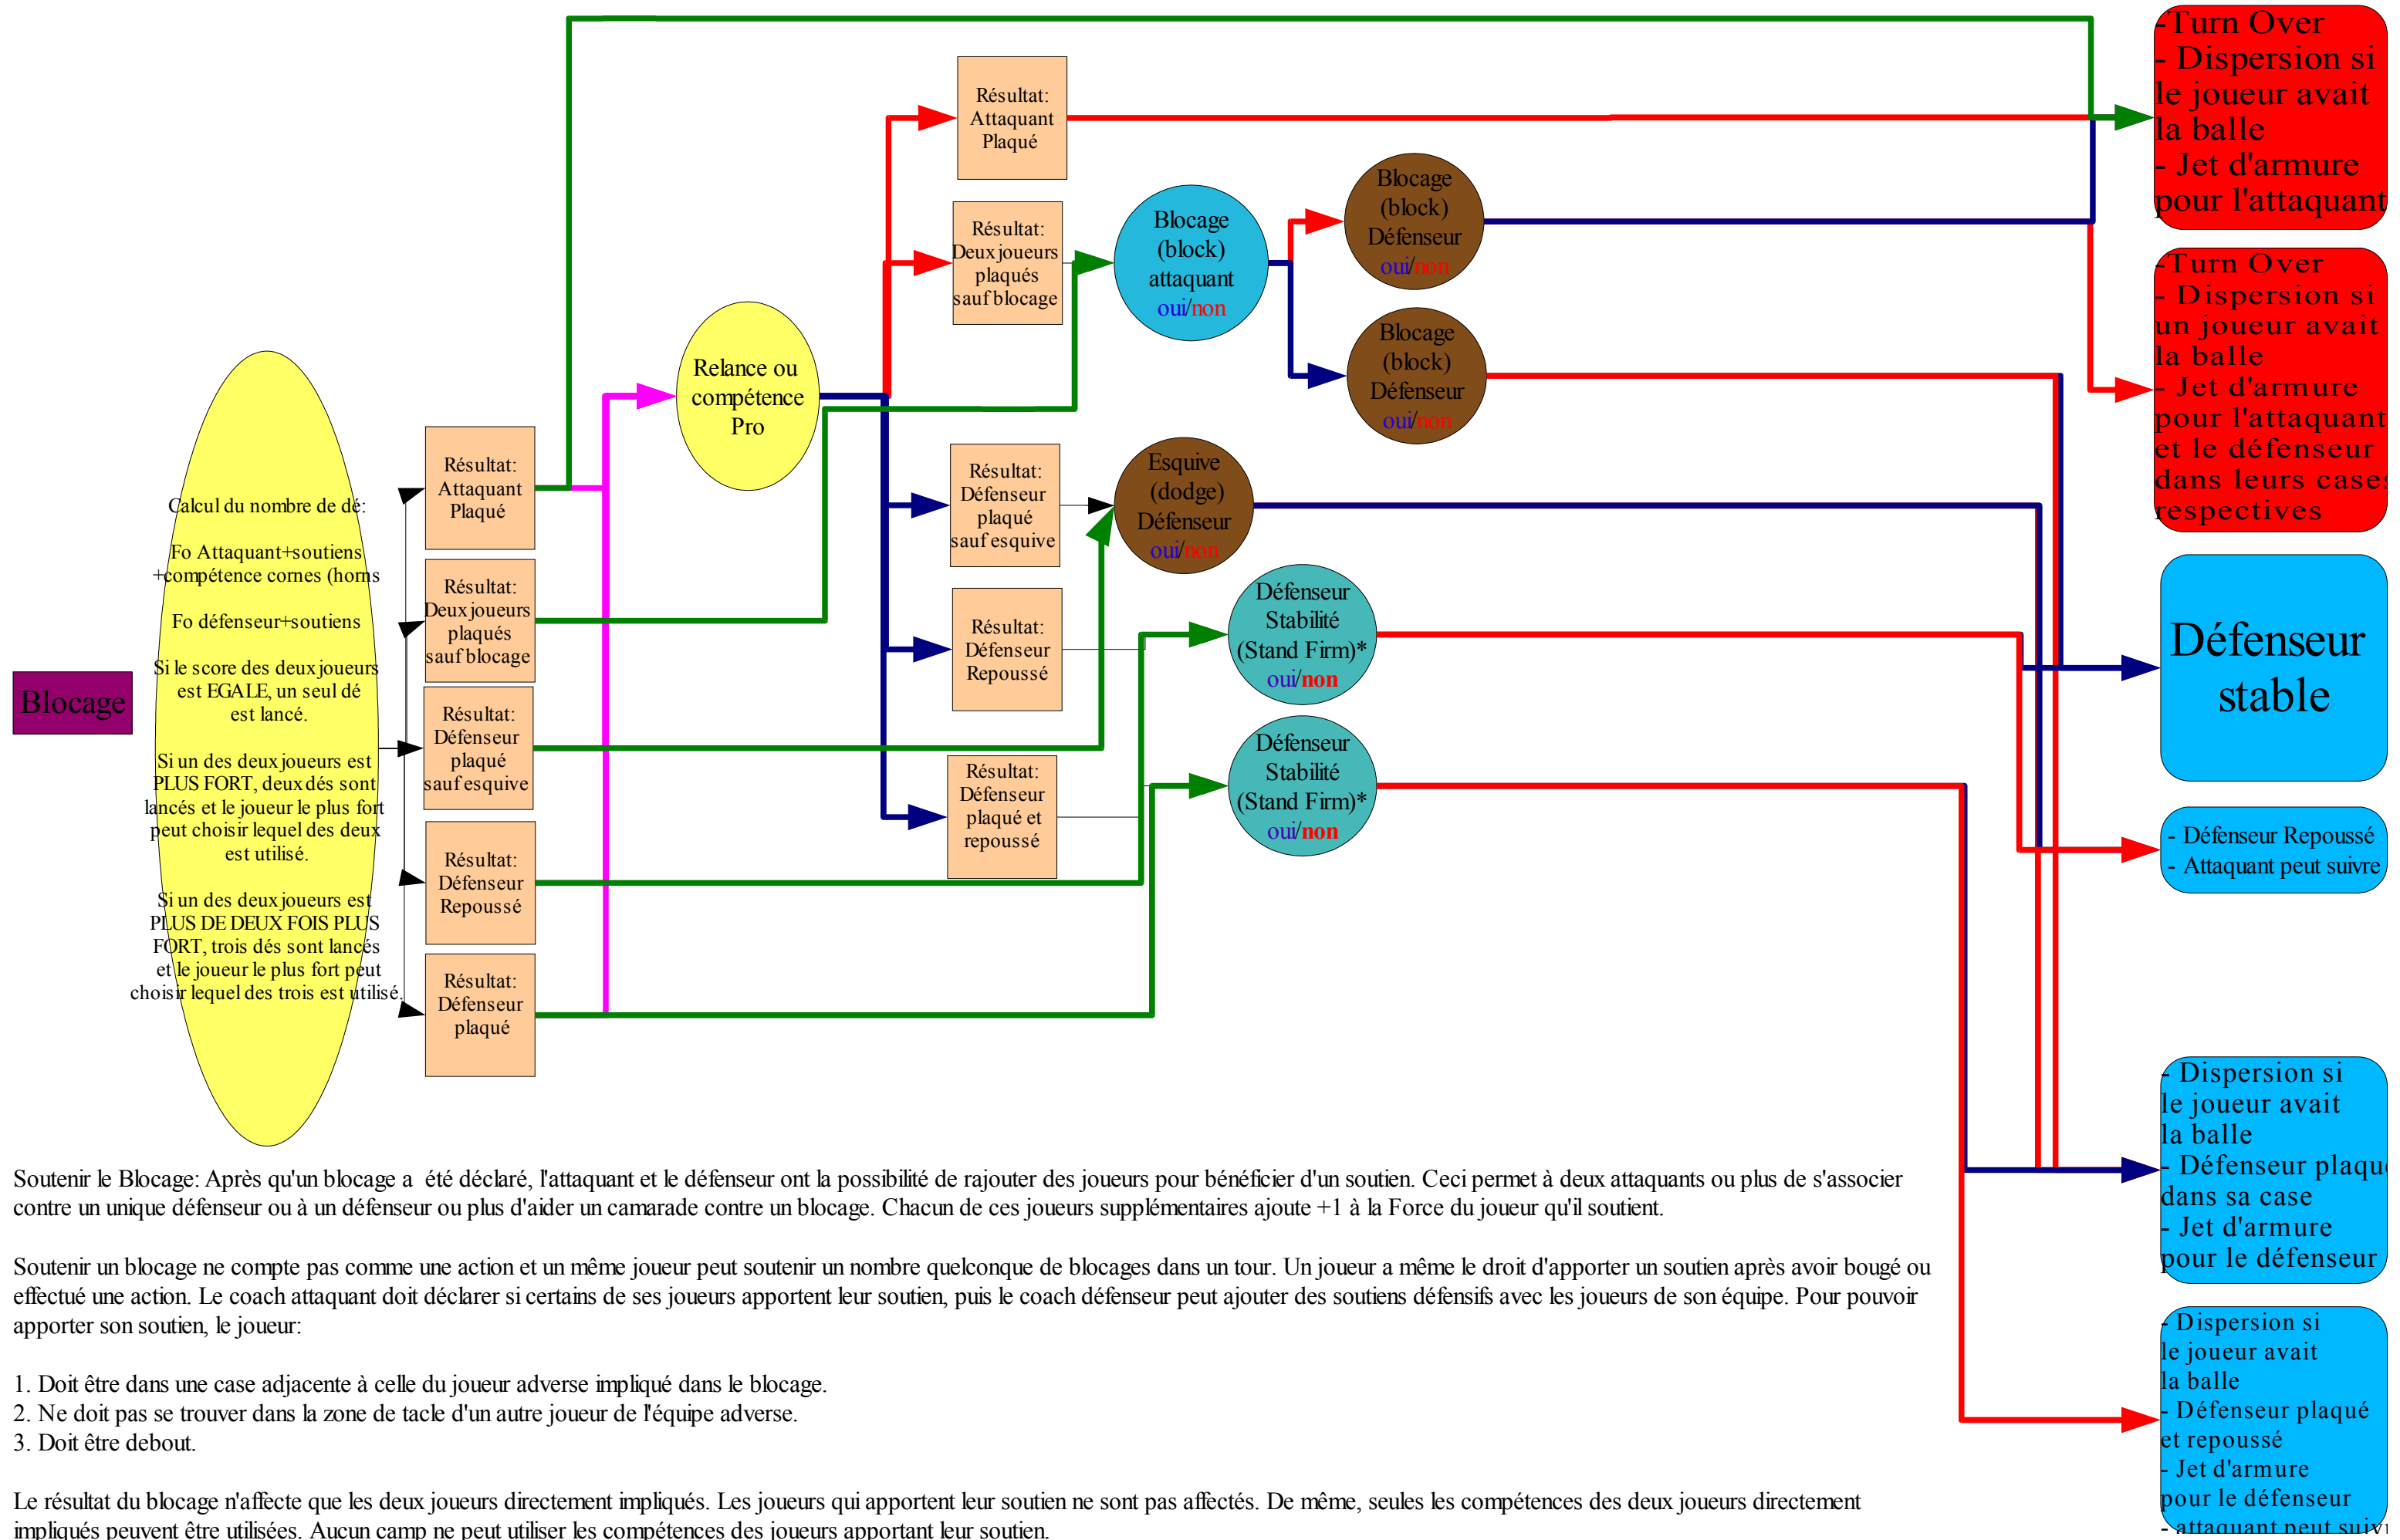 Blocage
Calcul du nombre de dé:
Fo Attaquant+soutiens
+compétence cornes (horns
Fo défenseur+soutiens
Si le score des deux joueurs
est EGALE, un seul dé
est lancé.
Si un des deux joueurs est
PLUS FORT, deux dés sont
lancés et le joueur le plus fort
peut choisir lequel des deux
est utilisé.
Si un des deux joueurs est
PLUS DE DEUX FOIS PLUS
FORT, trois dés sont lancés
et le joueur le plus fort peut
choisir lequel des trois est utilisé.
Résultat:
Attaquant
Plaqué
Résultat:
Deux joueurs
plaqués
sauf blocage
Résultat:
Défenseur
plaqué
sauf esquive
Résultat:
Défenseur
Repoussé
Résultat:
Défenseur
plaqué
Relance ou
compétence
Pro
Résultat:
Attaquant
Plaqué
Résultat:
Deux joueurs
plaqués
sauf blocage
Résultat:
Défenseur
plaqué
sauf esquive
Résultat:
Défenseur
Repoussé
Résultat:
Défenseur
plaqué et
repoussé
Blocage
(block)
attaquant
oui/non
Blocage
(block)
Défenseur
oui/non
Blocage
(block)
Défenseur
oui/non
Esquive
(dodge)
Défenseur
oui/non
Défenseur
Stabilité
(Stand Firm)*
oui/non
Défenseur
Stabilité
(Stand Firm)*
oui/non
-Turn Over
- Dispersion si
le joueur avait
la balle
- Jet d'armure
pour l'attaquant
-Turn Over
- Dispersion si
un joueur avait
la balle
- Jet d'armure
pour l'attaquant
et le défenseur
dans leurs cases
respectives
Défenseur
stable
- Défenseur Repoussé
- Attaquant peut suivre
- Dispersion si
le joueur avait
la balle
- Défenseur plaqu
dans sa case
- Jet d'armure
pour le défenseur
- Dispersion si
le joueur avait
la balle
- Défenseur plaqué
et repoussé
- Jet d'armure
pour le défenseur
- attaquant peut suiv
Soutenir le Blocage: Après qu'un blocage a été déclaré, l'attaquant et le défenseur ont la possibilité de rajouter des joueurs pour bénéficier d'un soutien. Ceci permet à deux attaquants ou plus de s'associer
contre un unique défenseur ou à un défenseur ou plus d'aider un camarade contre un blocage. Chacun de ces joueurs supplémentaires ajoute +1 à la Force du joueur qu'il soutient.
Soutenir un blocage ne compte pas comme une action et un même joueur peut soutenir un nombre quelconque de blocages dans un tour. Un joueur a même le droit d'apporter un soutien après avoir bougé ou
effectué une action. Le coach attaquant doit déclarer si certains de ses joueurs apportent leur soutien, puis le coach défenseur peut ajouter des soutiens défensifs avec les joueurs de son équipe. Pour pouvoir
apporter son soutien, le joueur:
1. Doit être dans une case adjacente à celle du joueur adverse impliqué dans le blocage.
2. Ne doit pas se trouver dans la zone de tacle d'un autre joueur de l'équipe adverse.
3. Doit être debout.
Le résultat du blocage n'affecte que les deux joueurs directement impliqués. Les joueurs qui apportent leur soutien ne sont pas affectés. De même, seules les compétences des deux joueurs directement
impliqués peuvent être utilisées. Aucun camp ne peut utiliser les compétences des joueurs apportant leur soutien.